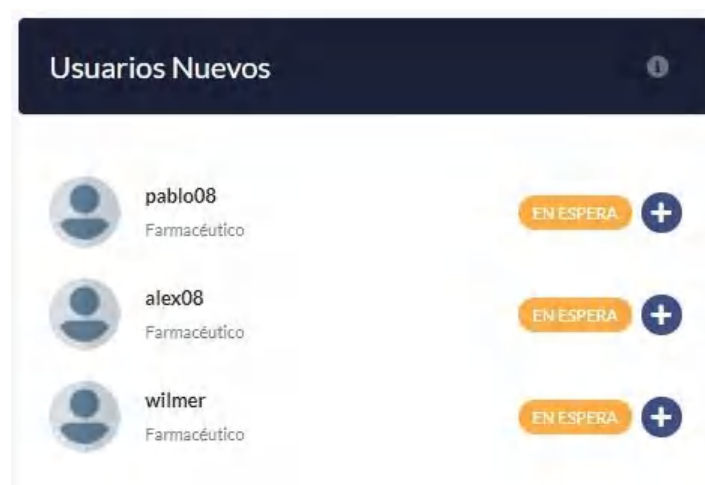 Usuarios Nuevos
pablo08
Farmacéutico
EN ESPERA
alex08
Farmacéutico
EN ESPERA
wilmer
Farmacéutico
EN ESPERA